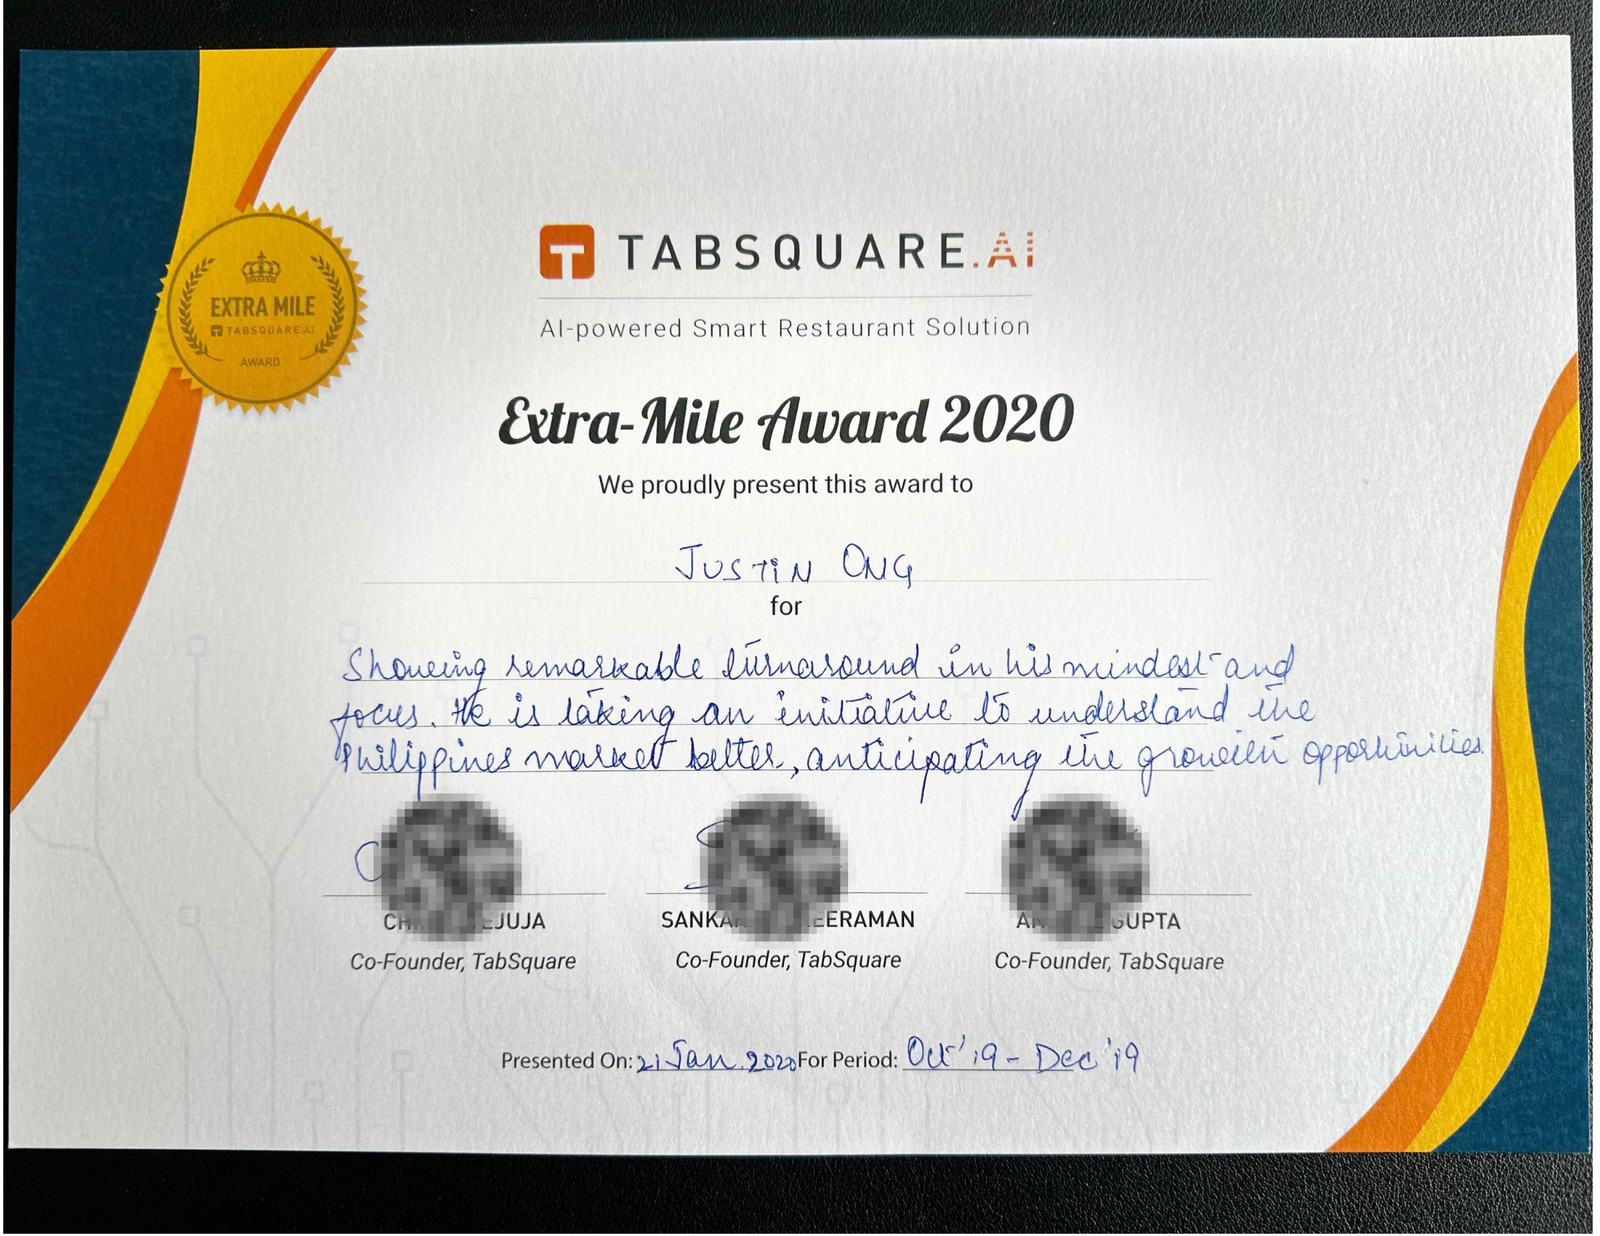 TABSQUARE.AI
AI-powered Smart Restaurant Solution
EXTRA MILE
TABSQUARE.AI
AWARD
Extra-Mile Award 2020
We proudly present this award to
JUSTIN ONG
for
Showing remarkable turnaround in his mindset and
focus. He is taking an initiative to understand the
Philippines market better, anticipating the growth opportunities.
GUPTA
Co-Founder, TabSquare Co-Founder, TabSquare Co-Founder, TabSquare
Presented On: 21 Jan 2020 For Period: Oct '19 - Dec '19